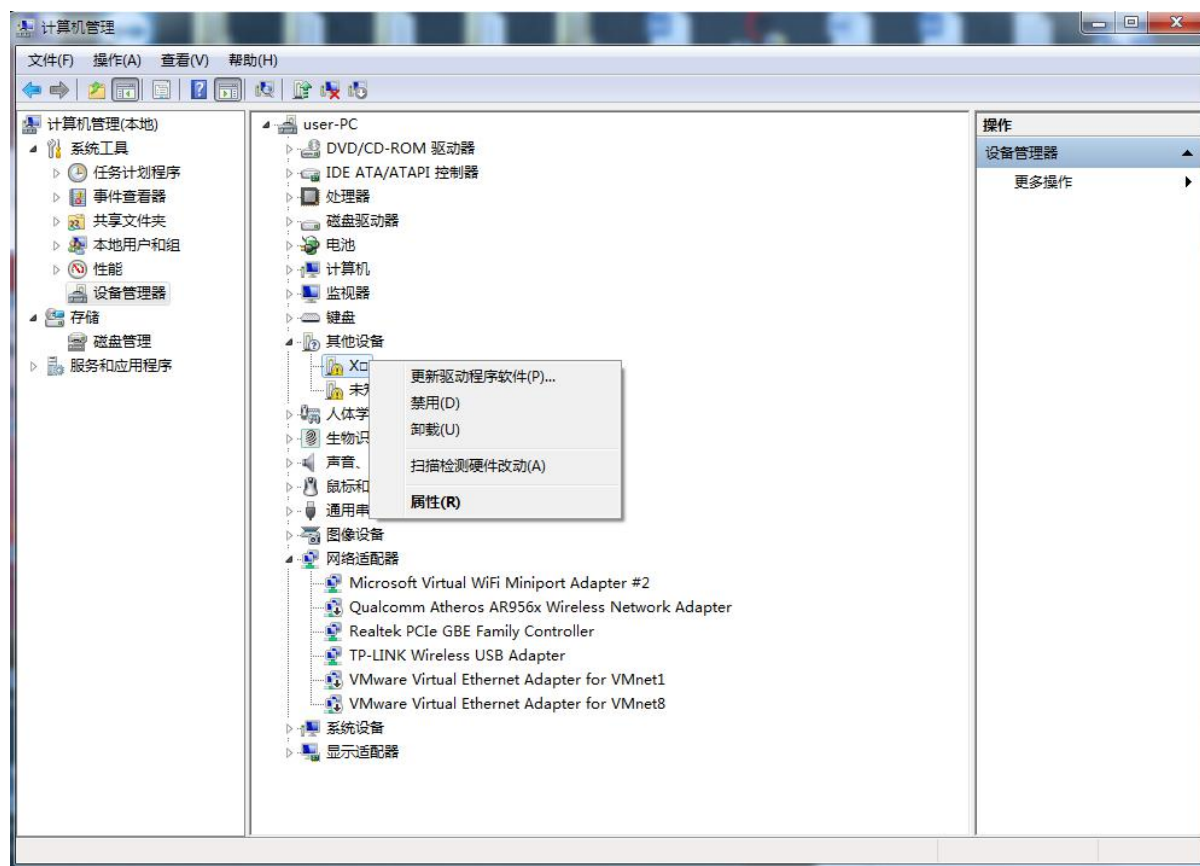 计算机管理
文件(F) 操作(A) 查看(V) 帮助(H)
计算机管理(本地)
系统工具
任务计划程序
事件查看器
共享文件夹
本地用户和组
性能
设备管理器
存储
磁盘管理
服务和应用程序
user-PC
DVD/CD-ROM 驱动器
IDE ATA/ATAPI 控制器
处理器
磁盘驱动器
电池
计算机
监视器
键盘
其他设备
X□
人体学
生物识
声音、
鼠标和
通用串
图像设备
网络适配器
Microsoft Virtual WiFi Miniport Adapter #2
Qualcomm Atheros AR956x Wireless Network Adapter
Realtek PCIe GBE Family Controller
TP-LINK Wireless USB Adapter
VMware Virtual Ethernet Adapter for VMnet1
VMware Virtual Ethernet Adapter for VMnet8
系统设备
显示适配器
更新驱动程序软件(P)...
禁用(D)
卸载(U)
扫描检测硬件改动(A)
属性(R)
操作
设备管理器
更多操作